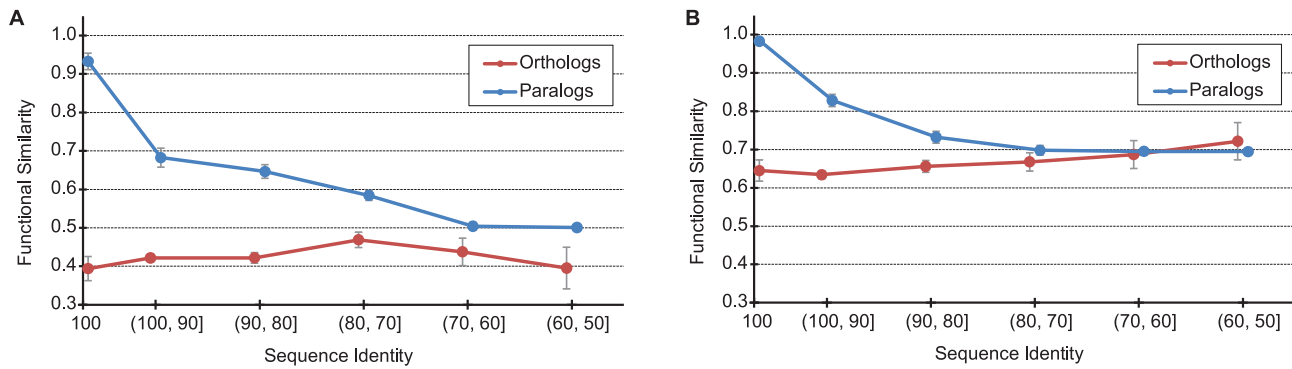 A
Functional Similarity
1.0
0.9
0.8
0.7
0.6
0.5
0.4
0.3
Orthologs
Paralogs
100 (100, 90] (90, 80] (80, 70] (70, 60] (60, 50]
Sequence Identity
B
Functional Similarity
1.0
0.9
0.8
0.7
0.6
0.5
0.4
0.3
Orthologs
Paralogs
100 (100, 90] (90, 80] (80, 70] (70, 60] (60, 50]
Sequence Identity